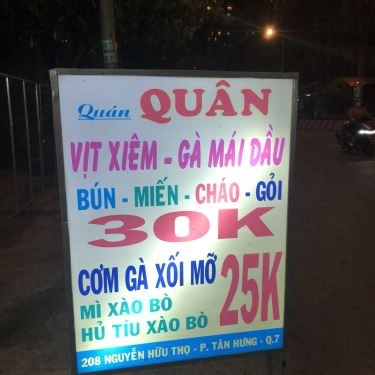 Quán QUÂN
VỊT XIÊM - GÀ MÁI DẦU
BÚN - MIẾN - CHÁO - GỎI
30K
CƠM GÀ XỐI MỠ
25K
MÌ XÀO BÒ
HỦ TÍU XÀO BÒ
208 NGUYỄN HỮU THỌ - P. TÂN HƯNG - Q.7